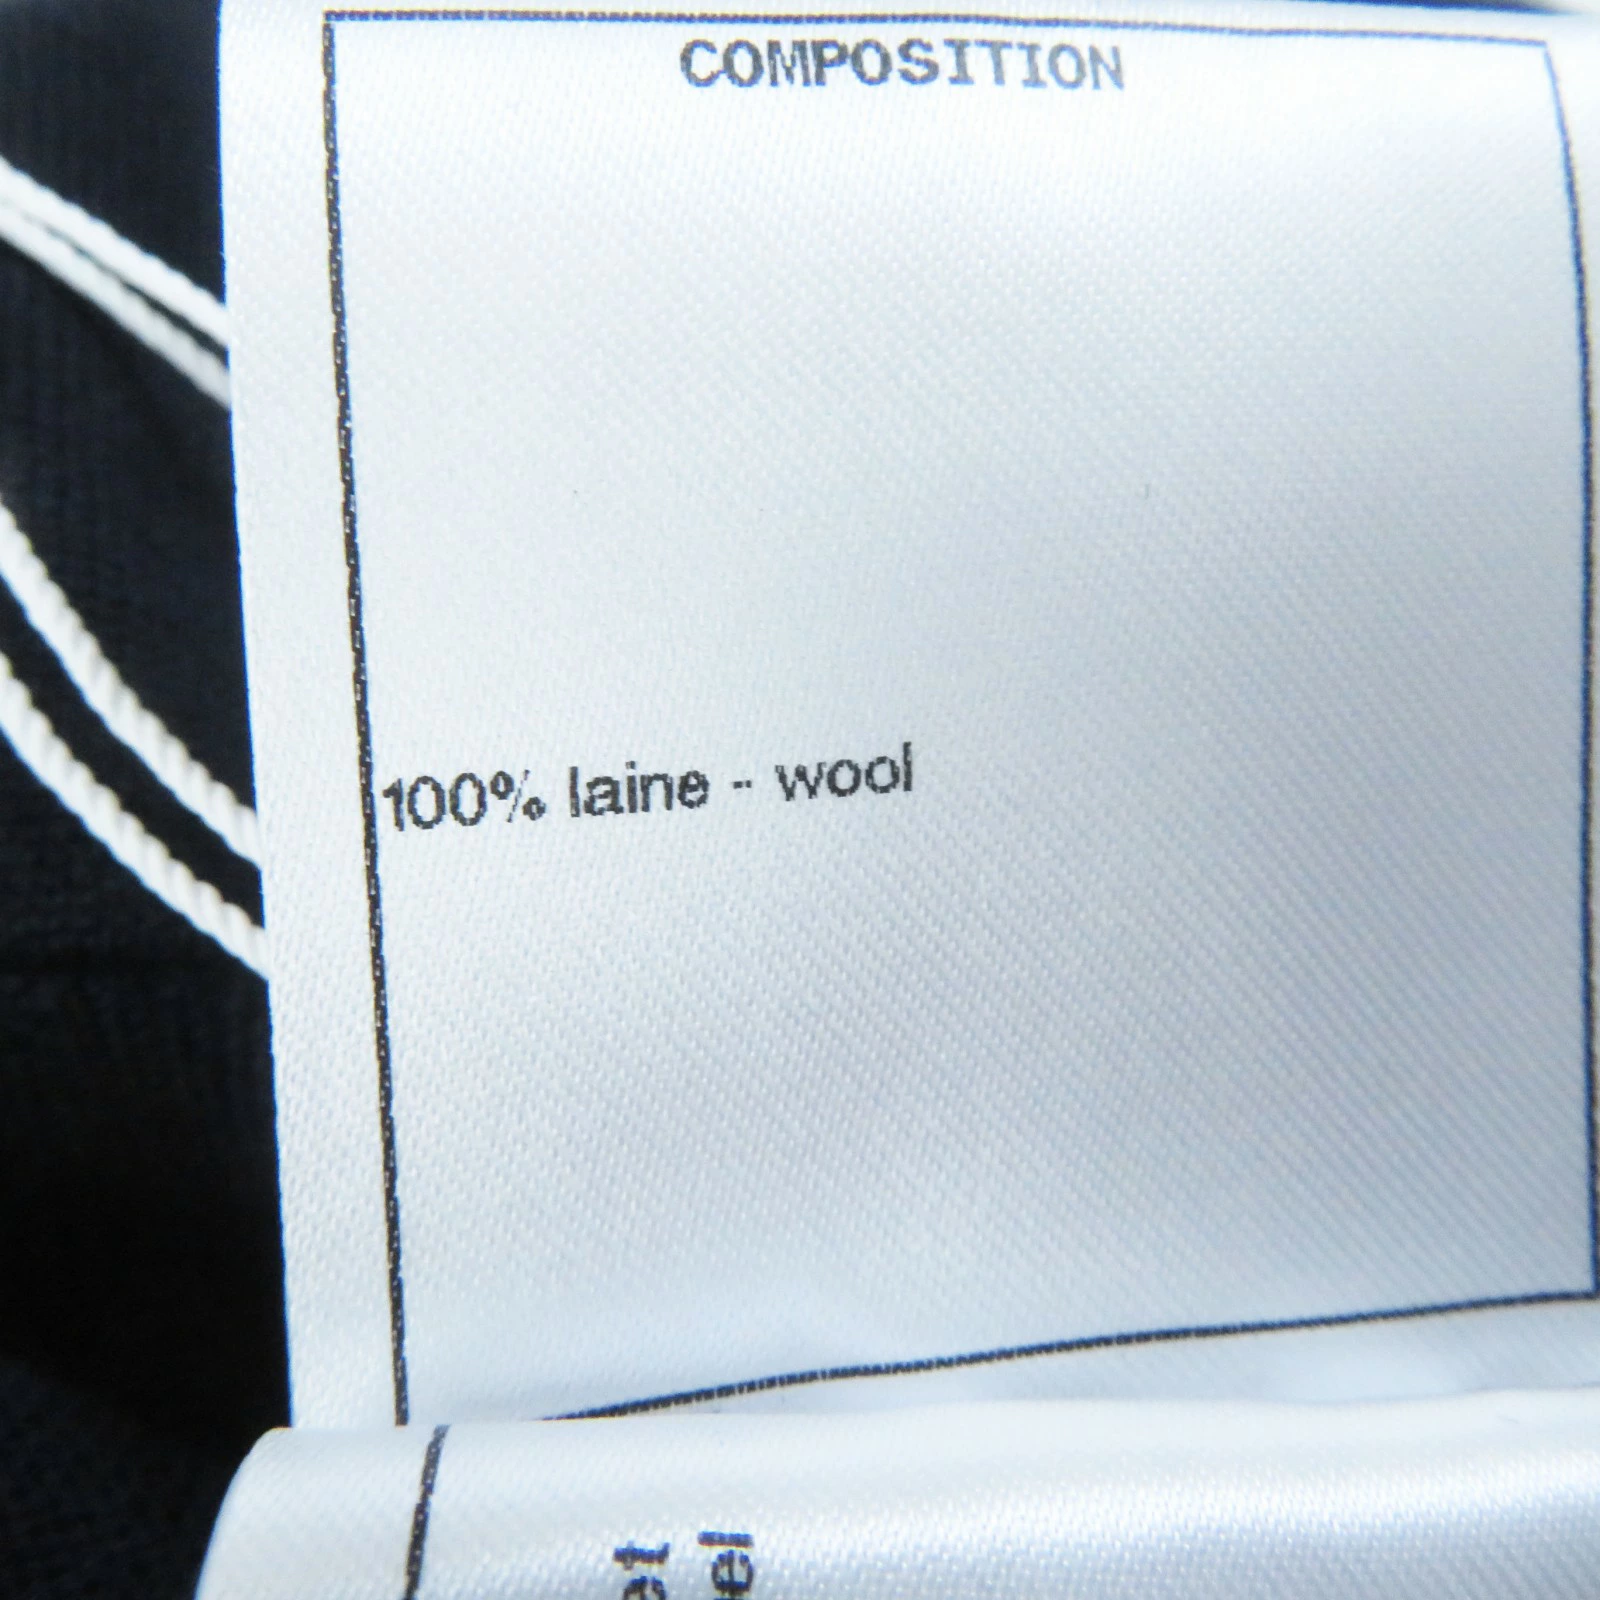 COMPOSITION
100% laine - wool